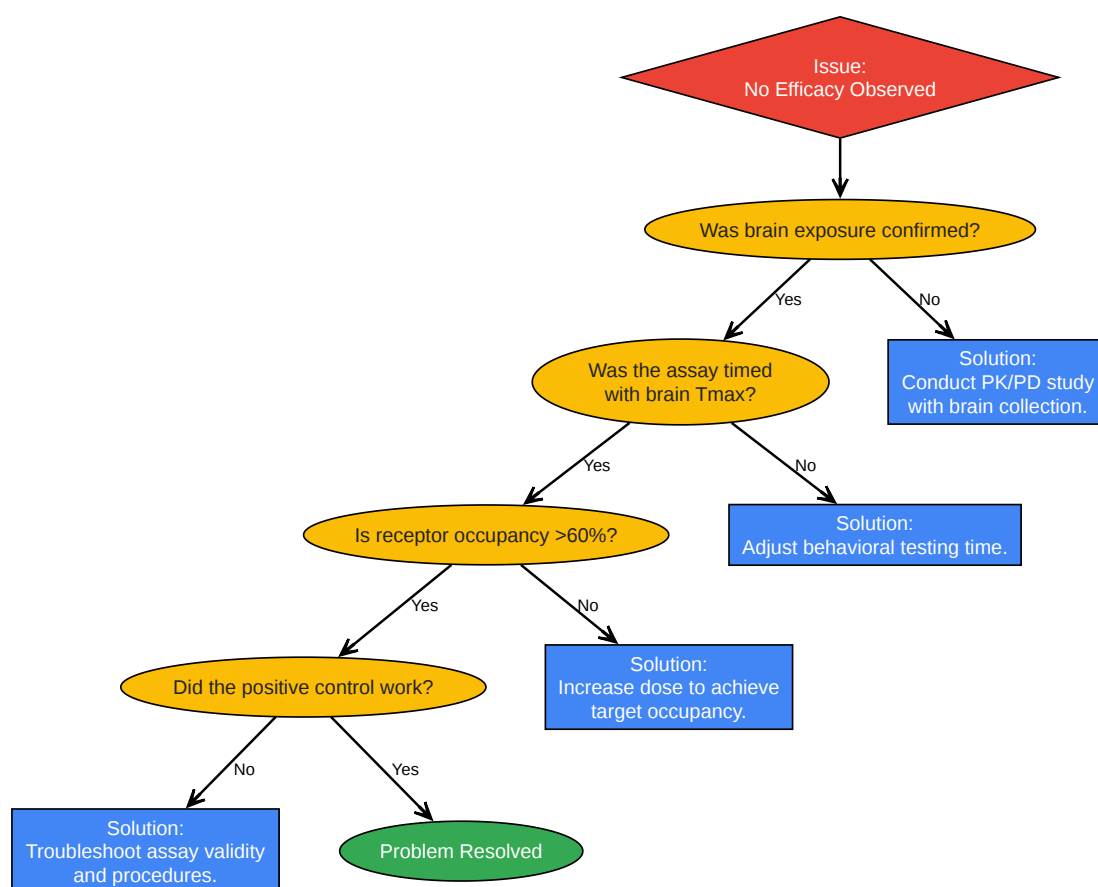 Issue:
No Efficacy Observed
Was brain exposure confirmed?
Yes
No
Was the assay timed
with brain Tmax?
Solution:
Conduct PK/PD study
with brain collection.
Yes
No
Is receptor occupancy >60%?
Solution:
Adjust behavioral testing time.
Yes
No
Did the positive control work?
Solution:
Increase dose to achieve
target occupancy.
No
Yes
Solution:
Troubleshoot assay validity
and procedures.
Problem Resolved